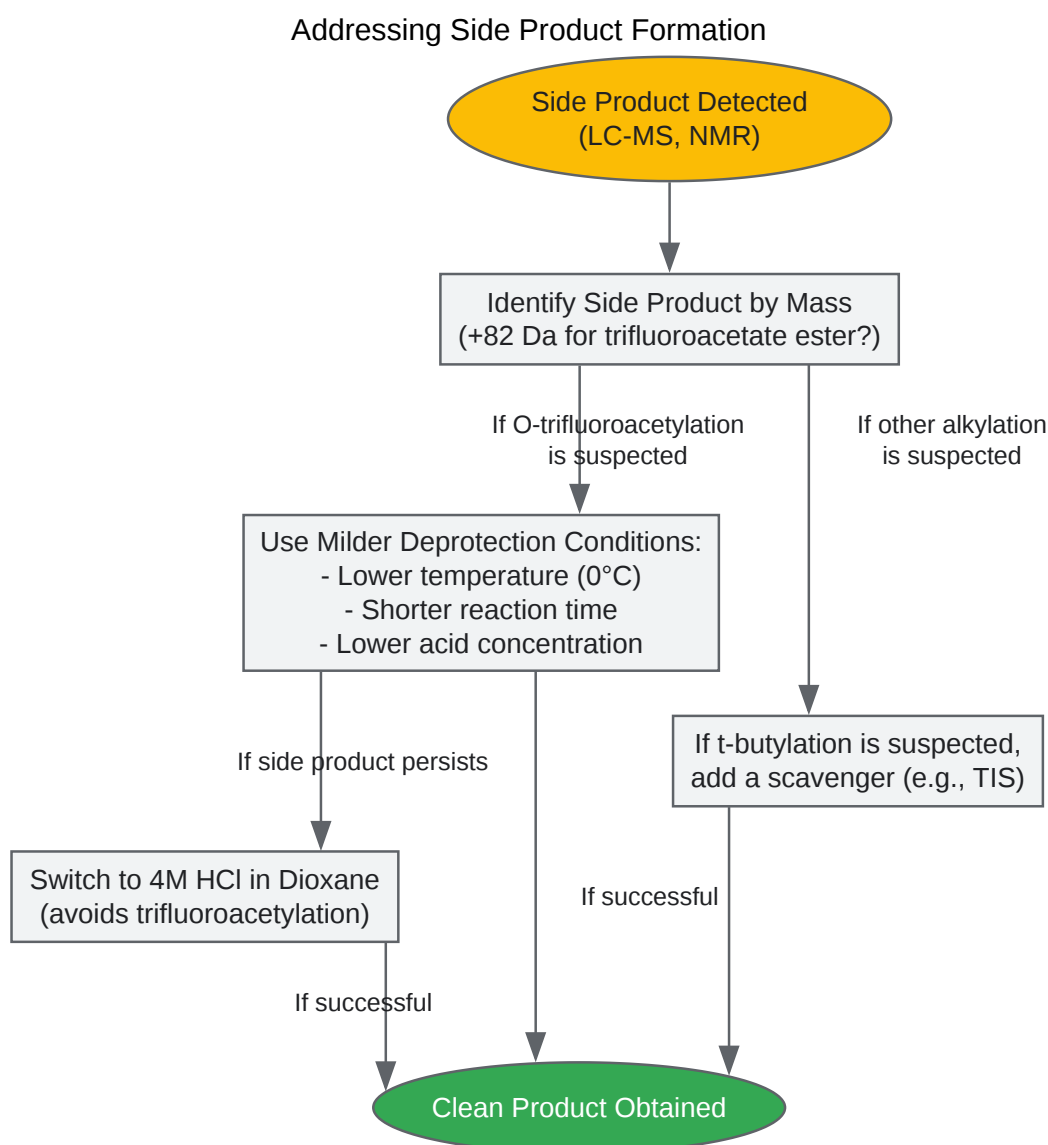 Addressing Side Product Formation
Side Product Detected
(LC-MS, NMR)
Identify Side Product by Mass
(+82 Da for trifluoroacetate ester?)
If O-trifluoroacetylation
is suspected
If other alkylation
is suspected
Use Milder Deprotection Conditions:
- Lower temperature (0°C)
- Shorter reaction time
- Lower acid concentration
If side product persists
If t-butylation is suspected,
add a scavenger (e.g., TIS)
Switch to 4M HCl in Dioxane
(avoids trifluoroacetylation)
If successful
If successful
Clean Product Obtained